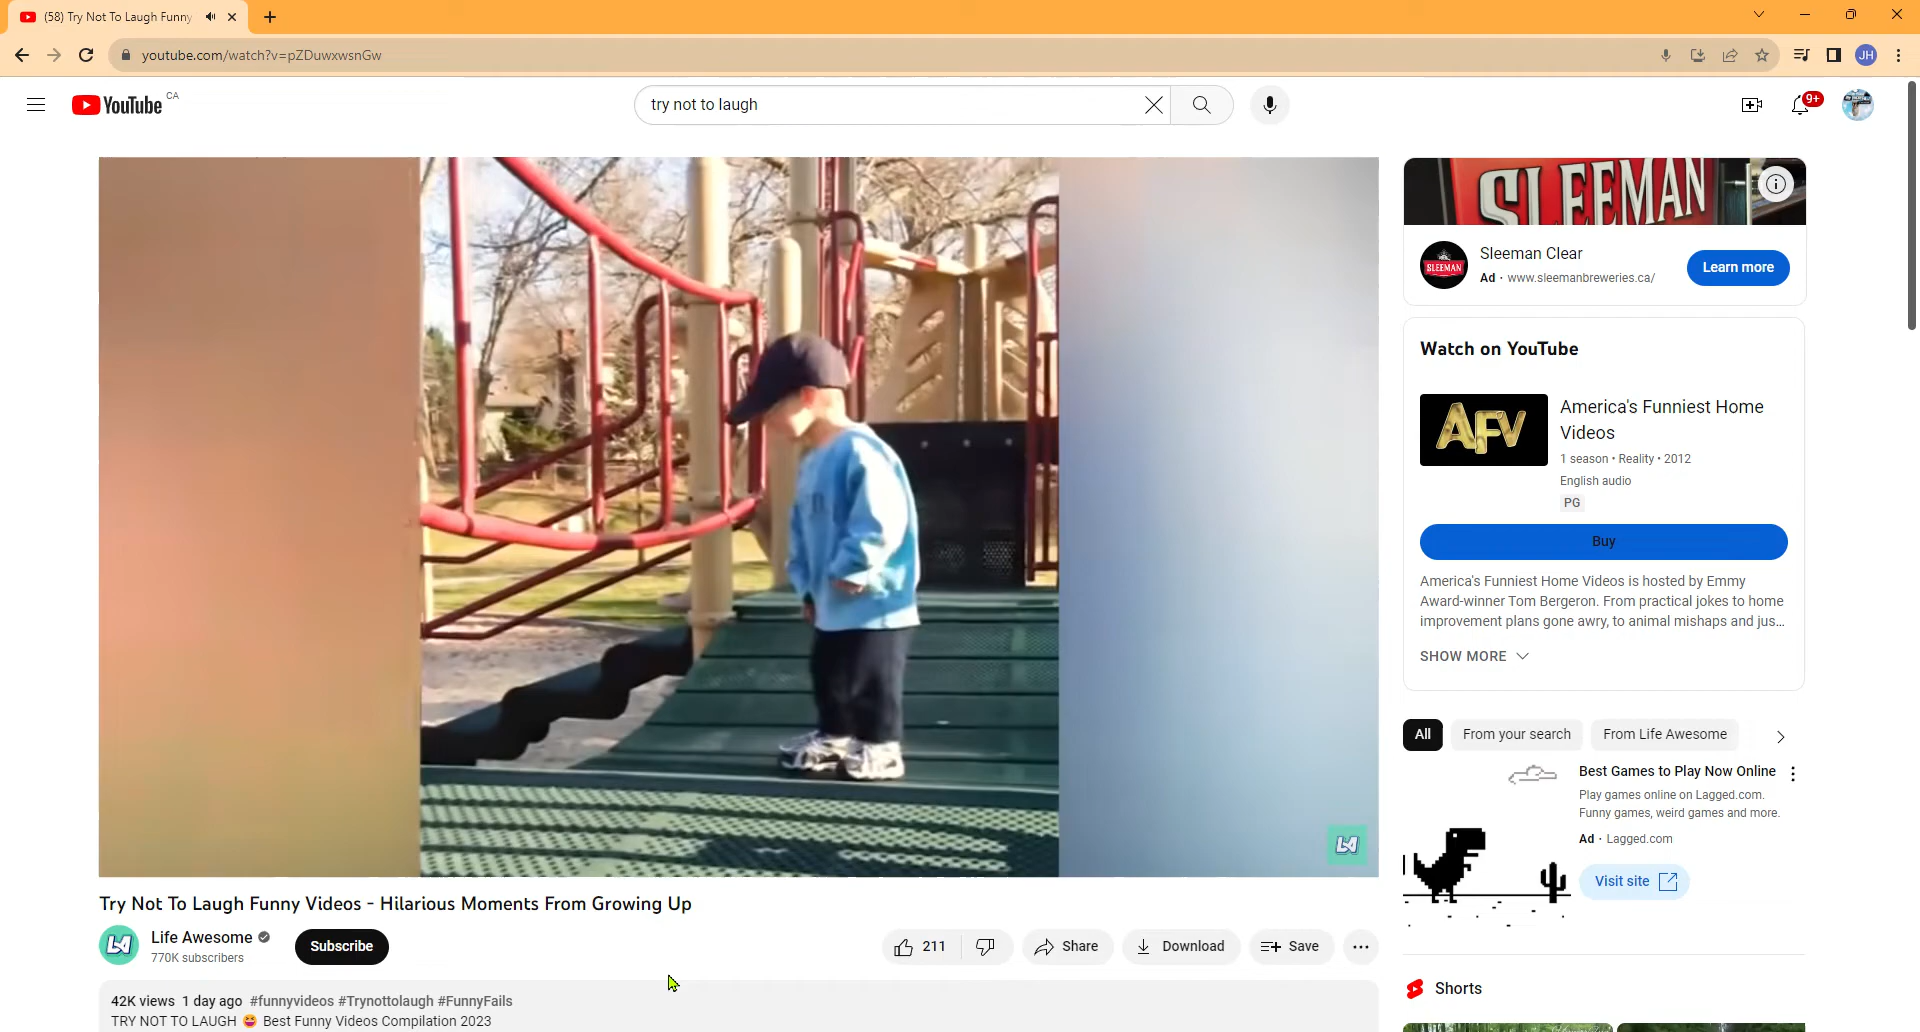 (58) Try Not To Laugh Funny
youtube.com/watch?v=pZDuwxwsnGw
JH
YouTube CA
try not to laugh
9+
SLEEMAN
SLEEMAN
Sleeman Clear
Ad · www.sleemanbreweries.ca/
Learn more
Watch on YouTube
AFV
America's Funniest Home
Videos
1 season • Reality • 2012
English audio
PG
Buy
America's Funniest Home Videos is hosted by Emmy
Award-winner Tom Bergeron. From practical jokes to home
improvement plans gone awry, to animal mishaps and jus...
SHOW MORE
All
From your search
From Life Awesome
Best Games to Play Now Online
Play games online on Lagged.com.
Funny games, weird games and more.
Ad · Lagged.com
Visit site
Shorts
LA
Try Not To Laugh Funny Videos - Hilarious Moments From Growing Up
LA
Life Awesome
770K subscribers
Subscribe
211
Share
Download
Save
42K views 1 day ago #funnyvideos #Trynottolaugh #FunnyFails
TRY NOT TO LAUGH 😝 Best Funny Videos Compilation 2023